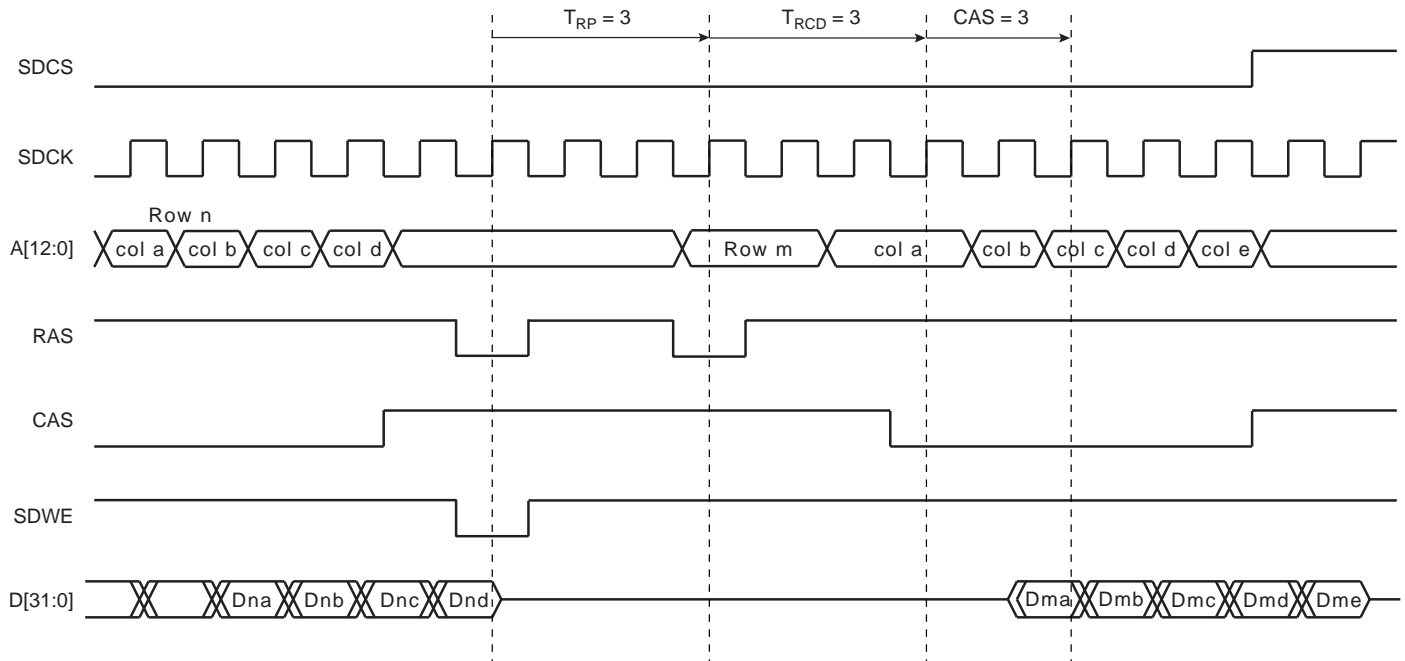 T_RP = 3 T_RCD = 3 CAS = 3
SDCS
SDCK
Row n
A[12:0] col a col b col c col d Row m col a col b col c col d col e
RAS
CAS
SDWE
D[31:0] Dna Dnb Dnc Dnd Dma Dmb Dmc Dmd Dme